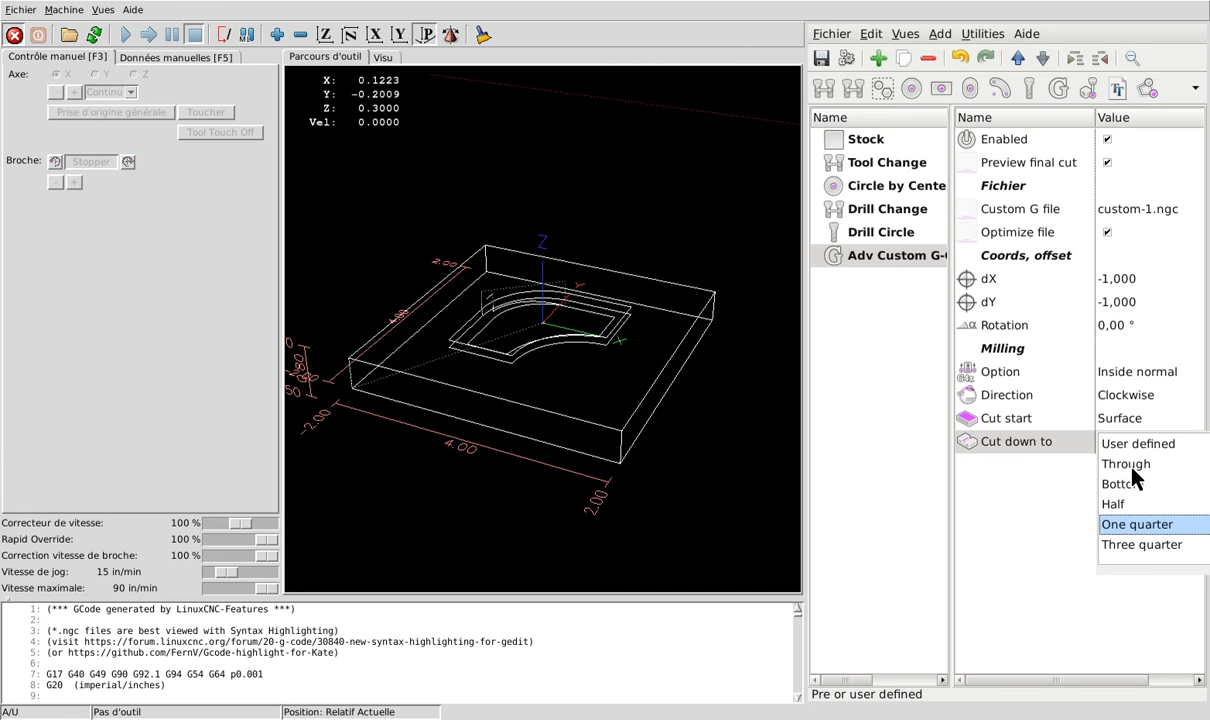 Fichier Machine Vues Aide
Contrôle manuel [F3] Données manuelles [F5]
Axe: X Y Z
- + Continu
Prise d'origine générale Toucher
Tool Touch Off
Broche: Stopper
- +
Correcteur de vitesse: 100 %
Rapid Override: 100 %
Correction vitesse de broche: 100 %
Vitesse de jog: 15 in/min
Vitesse maximale: 90 in/min
Z Z X Y P
Parcours d'outil Visu
X: 0.1223
Y: -0.2009
Z: 0.3000
Vel: 0.0000
Z
Y
X
2.00
4.00
-2.00
4.00
2.00
1: (*** GCode generated by LinuxCNC-Features ***)
2:
3: (*.ngc files are best viewed with Syntax Highlighting)
4: (visit https://forum.linuxcnc.org/forum/20-g-code/30840-new-syntax-highlighting-for-gedit)
5: (or https://github.com/FernV/Gcode-highlight-for-Kate)
6:
7: G17 G40 G49 G90 G92.1 G94 G54 G64 p0.001
8: G20 (imperial/inches)
9:
A/U Pas d'outil Position: Relatif Actuelle
Fichier Edit Vues Add Utilities Aide
Name
Stock
Tool Change
Circle by Cente
Drill Change
Drill Circle
Adv Custom G-
Name Value
Enabled
Preview final cut
Fichier
Custom G file custom-1.ngc
Optimize file
Coords, offset
dX -1,000
dY -1,000
Rotation 0,00 °
Milling
Option Inside normal
Direction Clockwise
Cut start Surface
Cut down to
User defined
Through
Half
One quarter
Three quarter
Pre or user defined